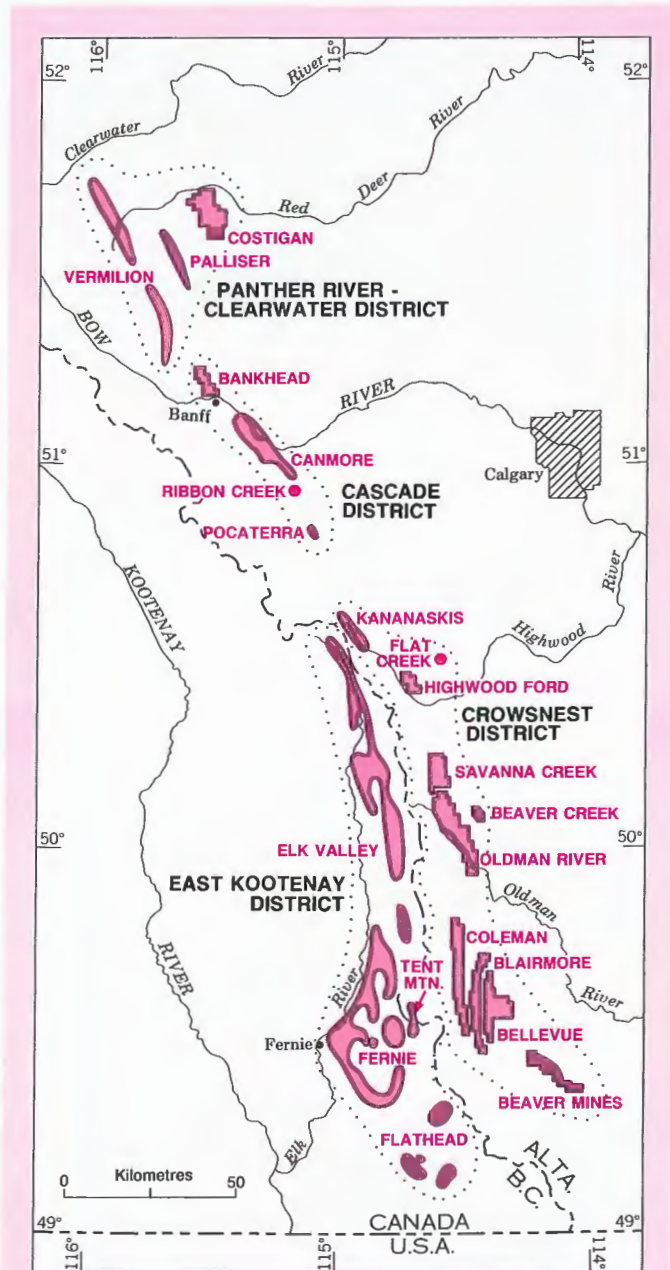 116°
115°
114°
52°
52°
River
River
Clearwater
Deer
Red
COSTIGAN
PALLISER
VERMILION
PANTHER RIVER -
CLEARWATER DISTRICT
BOW
BANKHEAD
RIVER
Banff
51°
51°
CANMORE
Calgary
RIBBON CREEK
CASCADE
DISTRICT
POCATERRA
KOOTENAY
River
KANANASKIS
Highwood
FLAT
CREEK
HIGHWOOD FORD
CROWSNEST
DISTRICT
SAVANNA CREEK
BEAVER CREEK
50°
50°
ELK VALLEY
OLDMAN RIVER
EAST KOOTENAY
DISTRICT
Oldman
COLEMAN
BLAIRMORE
TENT
MTN.
RIVER
River
River
BELLEVUE
Fernie
FERNIE
BEAVER MINES
FLATHEAD
Elk
ALTA.
B.C.
0 Kilometres 50
CANADA
49°
49°
U.S.A.
116°
115°
114°